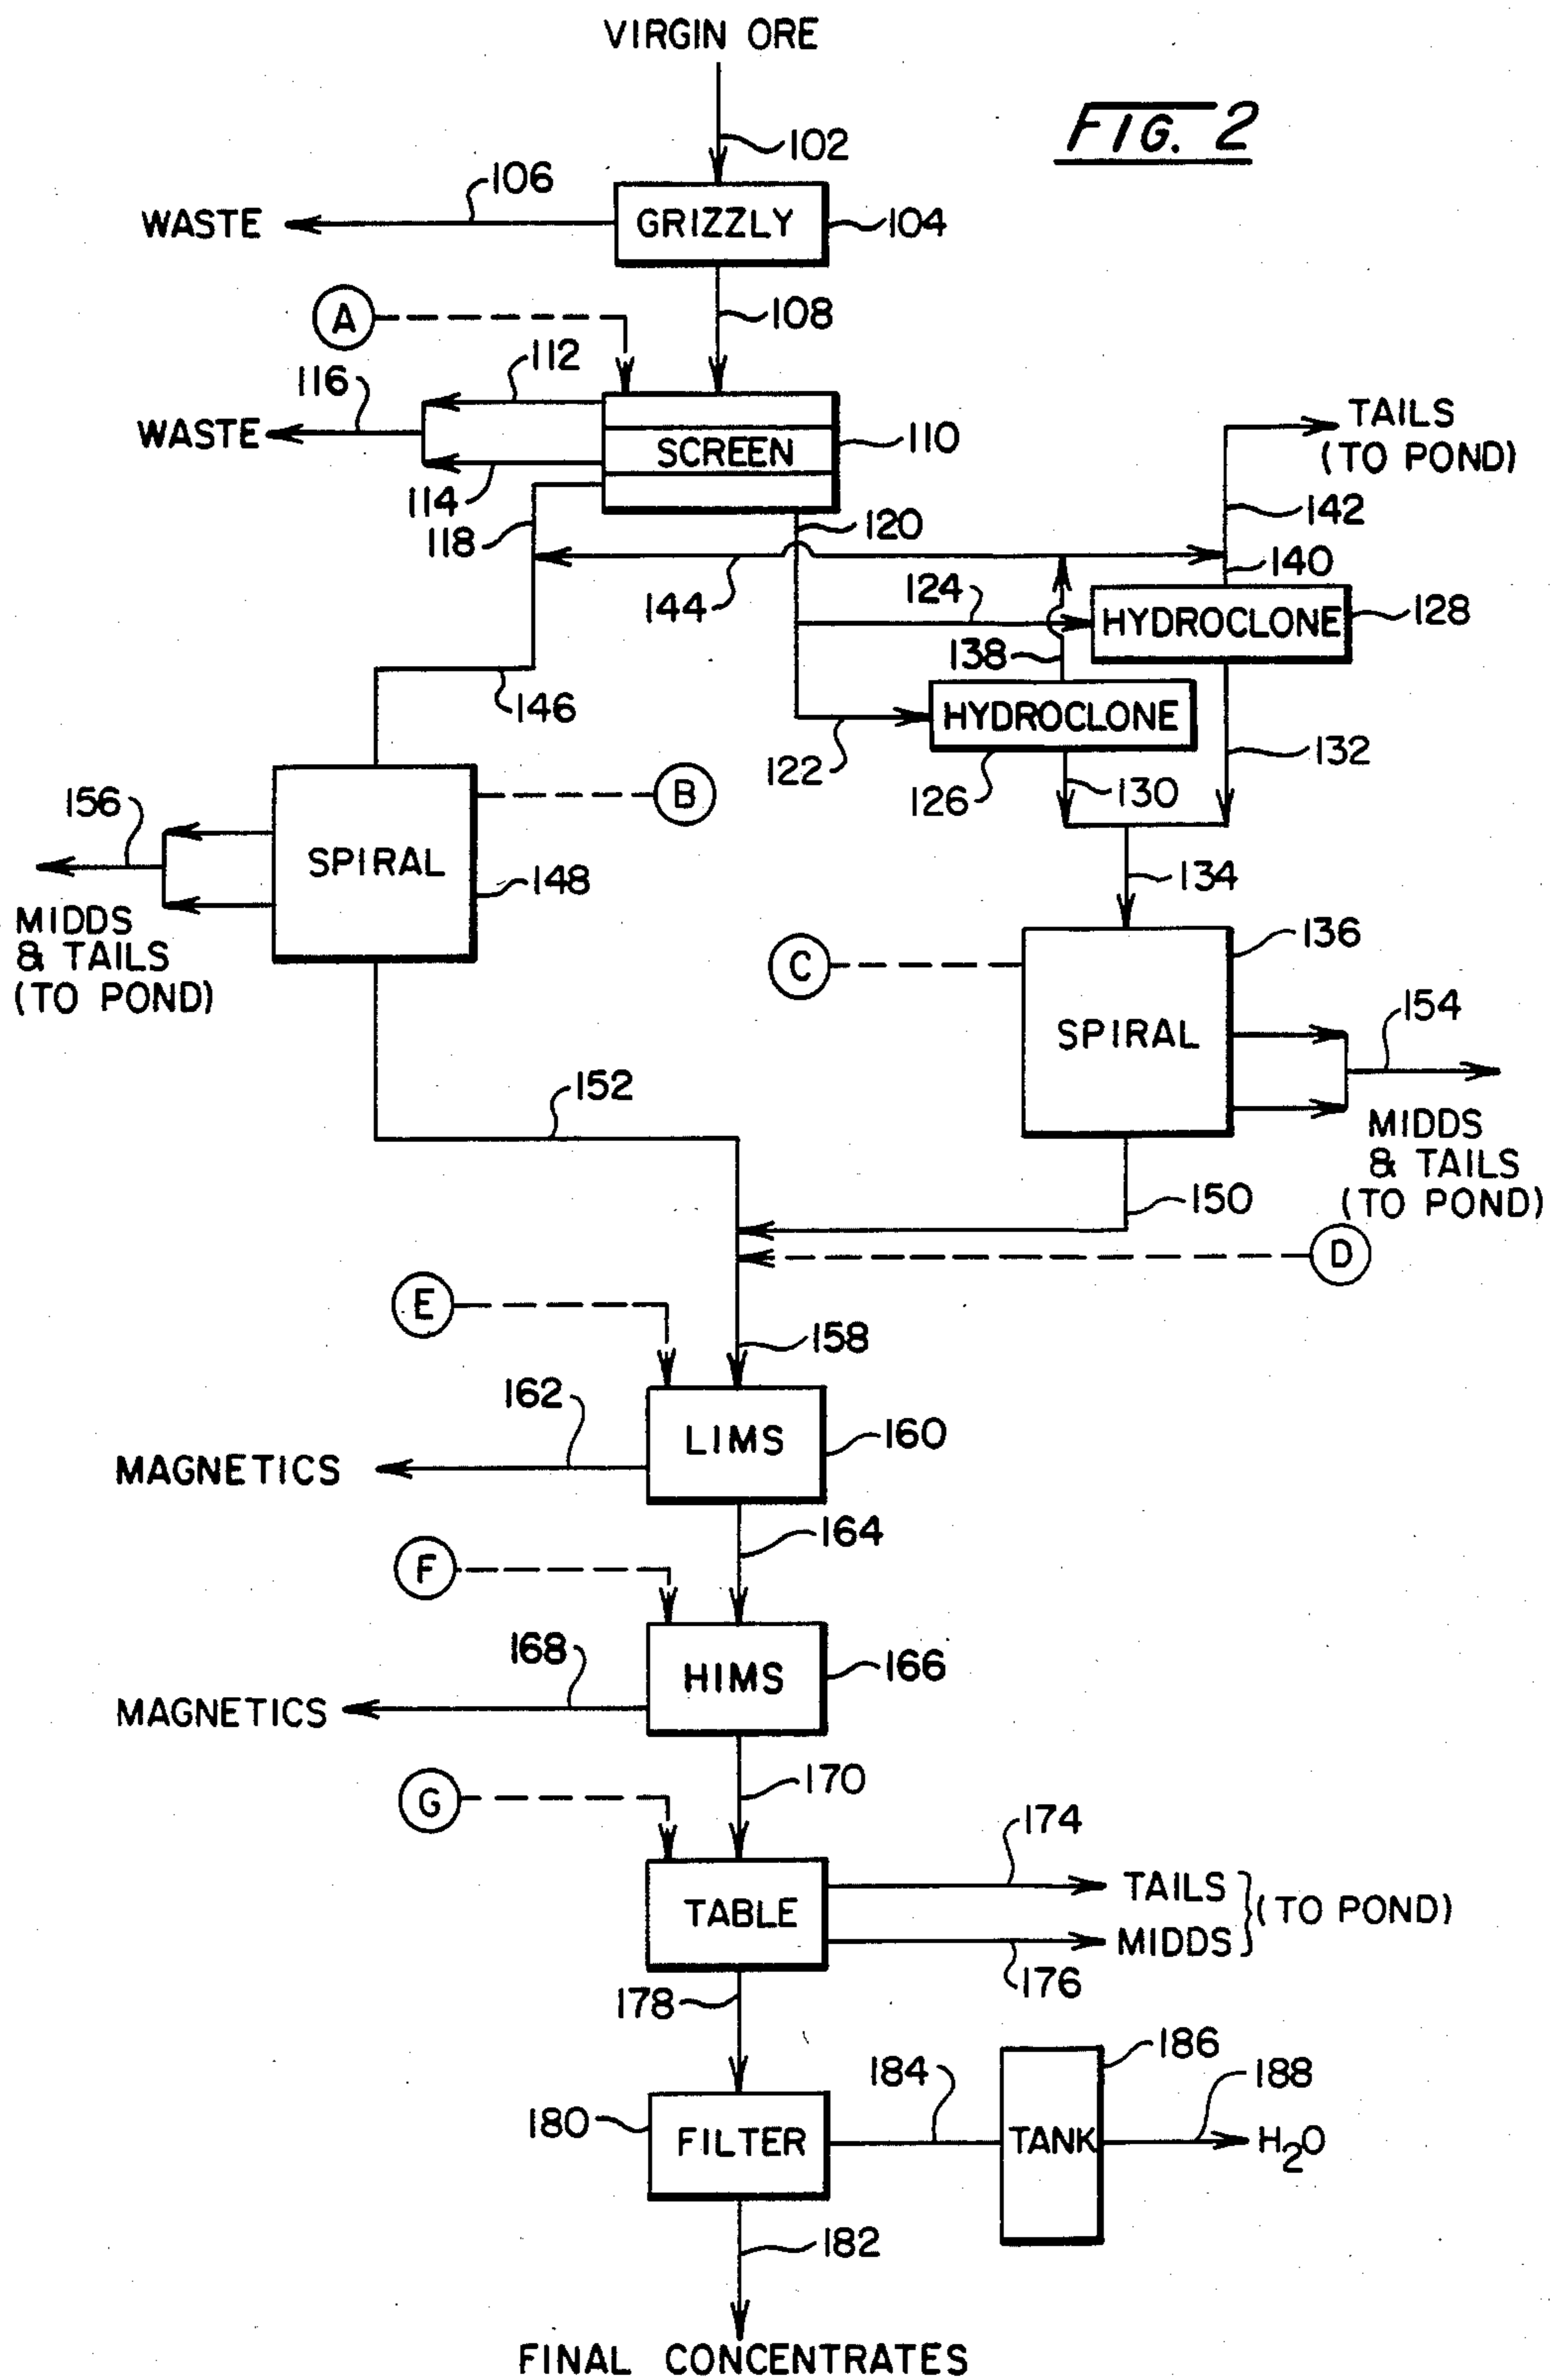 VIRGIN ORE
FIG. 2
102
106
WASTE
GRIZZLY
104
A
108
112
116
WASTE
SCREEN
110
114
118
120
TAILS
(TO POND)
142
140
144
124
HYDROCLONE
128
138
146
HYDROCLONE
122
126
130
132
B
156
SPIRAL
148
MIDDS
& TAILS
(TO POND)
134
C
136
SPIRAL
154
MIDDS
& TAILS
(TO POND)
152
150
D
E
158
162
LIMS
160
MAGNETICS
164
F
168
HIMS
166
MAGNETICS
170
G
174
TABLE
TAILS
MIDDS
(TO POND)
176
178
186
184
188
180
FILTER
TANK
H2O
182
FINAL CONCENTRATES